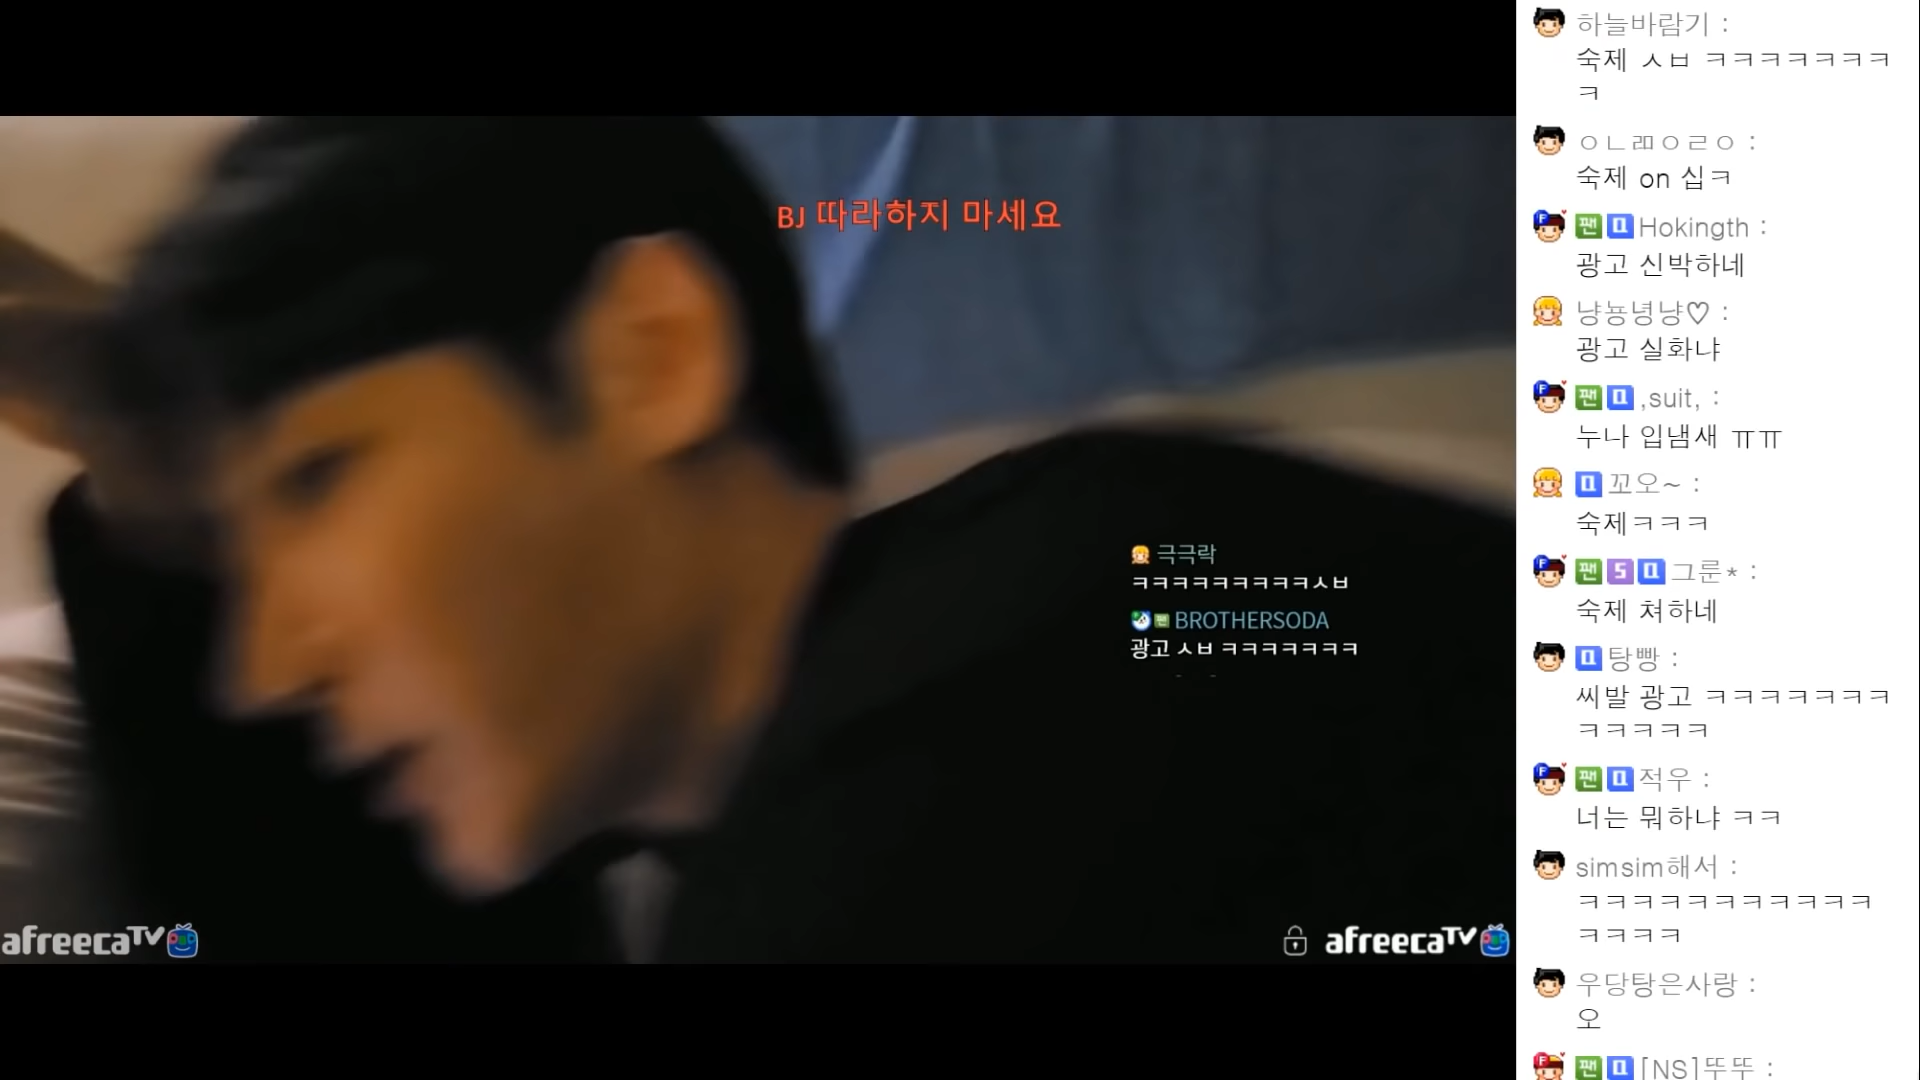 BJ 따라하지 마세요
극극락
ㅋㅋㅋㅋㅋㅋㅋㅋㅋㅅㅂ
BROTHERSODA
광고 ㅅㅂ ㅋㅋㅋㅋㅋㅋㅋ
afreecaTV
afreecaTV
하늘바람기 :
숙제 ㅅㅂ ㅋㅋㅋㅋㅋㅋㅋ
ㅋ
숙제 on 십ㅋ
팬 Hokingth :
광고 신박하네
냥뇽녕냥♡ :
광고 실화냐
팬 ,suit, :
누나 입냄새 ㅠㅠ
꼬오~ :
숙제ㅋㅋㅋ
팬 S 그룬* :
숙제 쳐하네
탕빵 :
씨발 광고 ㅋㅋㅋㅋㅋㅋㅋ
ㅋㅋㅋㅋㅋ
팬 적우 :
너는 뭐하냐 ㅋㅋ
simsim해서 :
ㅋㅋㅋㅋㅋㅋㅋㅋㅋㅋㅋ
ㅋㅋㅋㅋ
우당탕은사랑 :
오
팬 [NS]뚜뚜 :